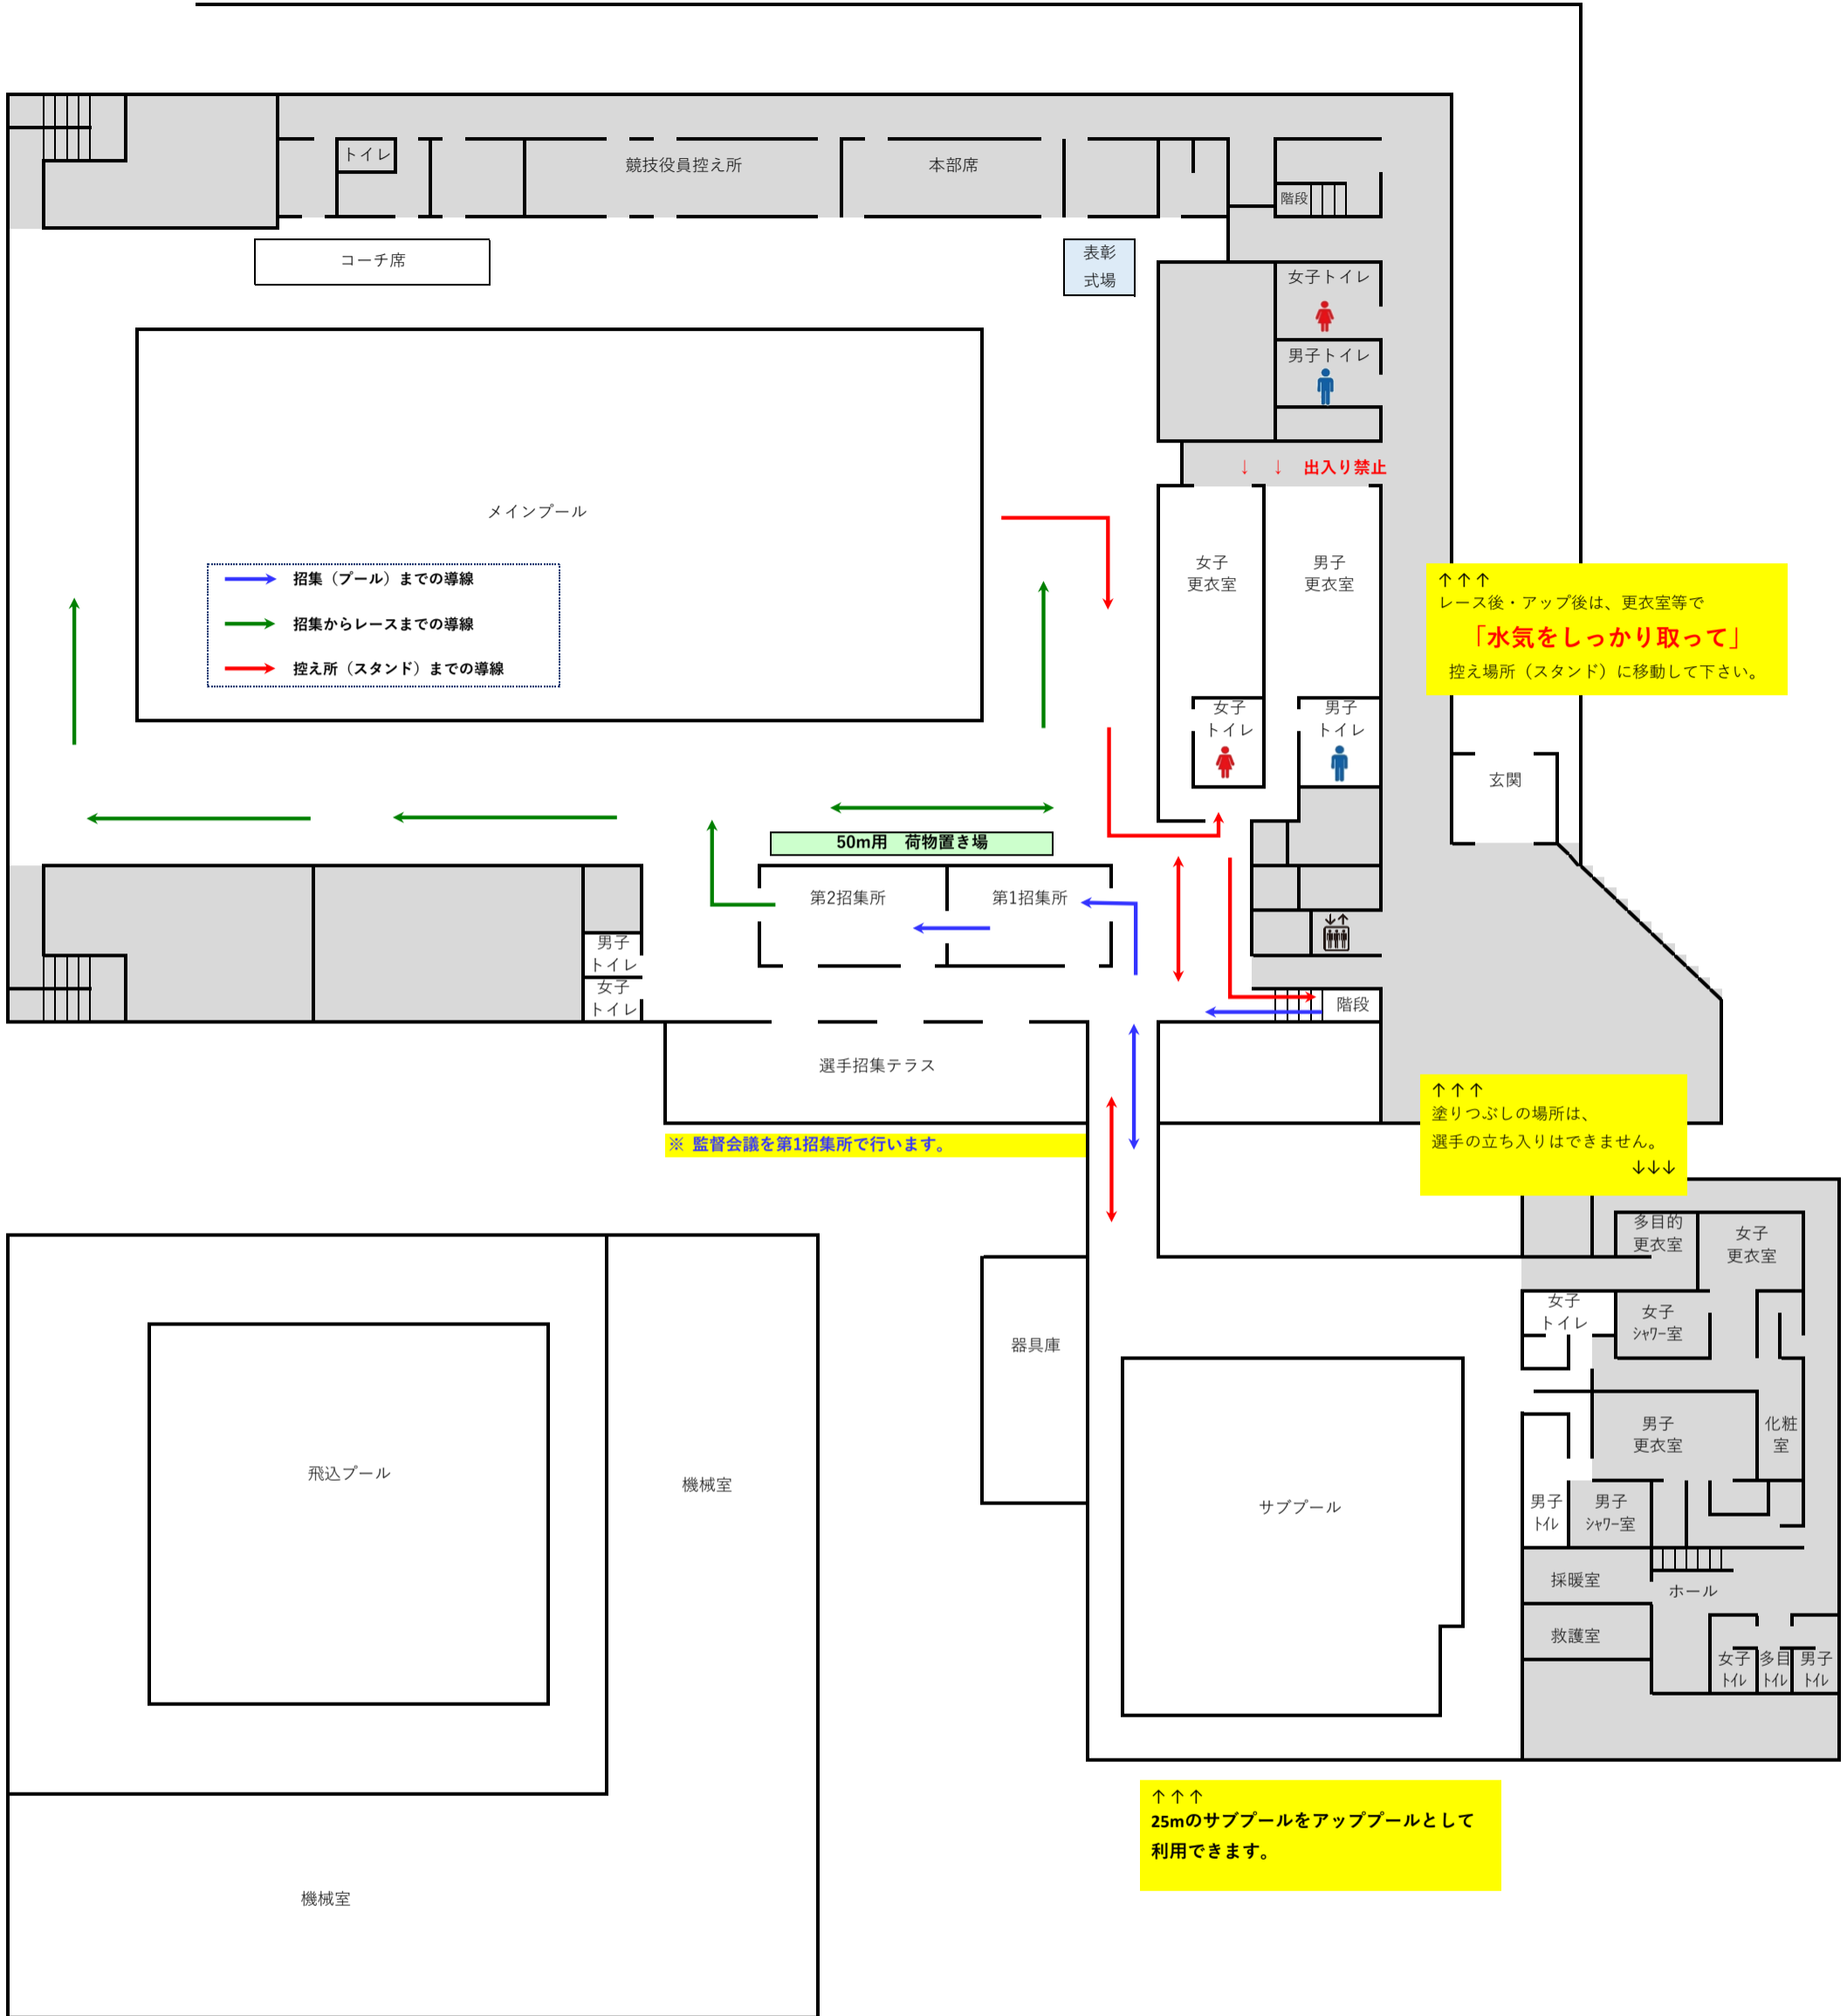 トイレ
競技役員控え所
本部席
階段
コーチ席
表彰
式場
女子トイレ
男子トイレ
↓ ↓ 出入り禁止
メインプール
招集（プール）までの導線
招集からレースまでの導線
控え所（スタンド）までの導線
女子
更衣室
男子
更衣室
↑↑↑
レース後・アップ後は、更衣室等で
「水気をしっかり取って」
控え場所（スタンド）に移動して下さい。
女子
トイレ
男子
トイレ
玄関
50m用　荷物置き場
第2招集所
第1招集所
男子
トイレ
女子
トイレ
階段
選手招集テラス
※ 監督会議を第1招集所で行います。
↑↑↑
塗りつぶしの場所は、
選手の立ち入りはできません。
↓↓↓
多目的
更衣室
女子
更衣室
女子
トイレ
女子
ｼｬﾜｰ室
器具庫
男子
更衣室
化粧
室
飛込プール
機械室
サブプール
男子
ﾄｲﾚ
男子
ｼｬﾜｰ室
採暖室
ホール
救護室
女子
ﾄｲﾚ
多目
ﾄｲﾚ
男子
ﾄｲﾚ
↑↑↑
25mのサブプールをアッププールとして
利用できます。
機械室